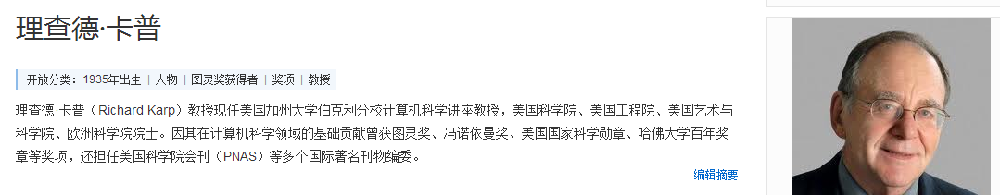 理查德·卡普
开放分类：1935年出生 | 人物 | 图灵奖获得者 | 奖项 | 教授
理查德·卡普（Richard Karp）教授现任美国加州大学伯克利分校计算机科学讲座教授，美国科学院、美国工程院、美国艺术与
科学院、欧洲科学院院士。因其在计算机科学领域的基础贡献曾获图灵奖、冯诺依曼奖、美国国家科学勋章、哈佛大学百年奖
章等奖项，还担任美国科学院会刊（PNAS）等多个国际著名刊物编委。
编辑摘要